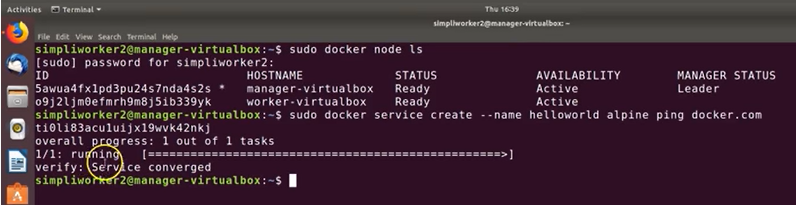 Activities Terminal ▾ Thu 16:39
simpliworker2@manager-virtualbox: ~
File Edit View Search Terminal Help
simpliworker2@manager-virtualbox:~$ sudo docker node ls
[sudo] password for simpliworker2:
ID HOSTNAME STATUS AVAILABILITY MANAGER STATUS
5awua4fx1pd3pu24s7nda4s2s * manager-virtualbox Ready Active Leader
o9j2ljm0efmrh9m8j5ib339yk worker-virtualbox Ready Active
simpliworker2@manager-virtualbox:~$ sudo docker service create --name helloworld alpine ping docker.com
ti0li83acu1uijx19wvk42nkj
overall progress: 1 out of 1 tasks
1/1: running [==================================================>]
verify: Service converged
simpliworker2@manager-virtualbox:~$